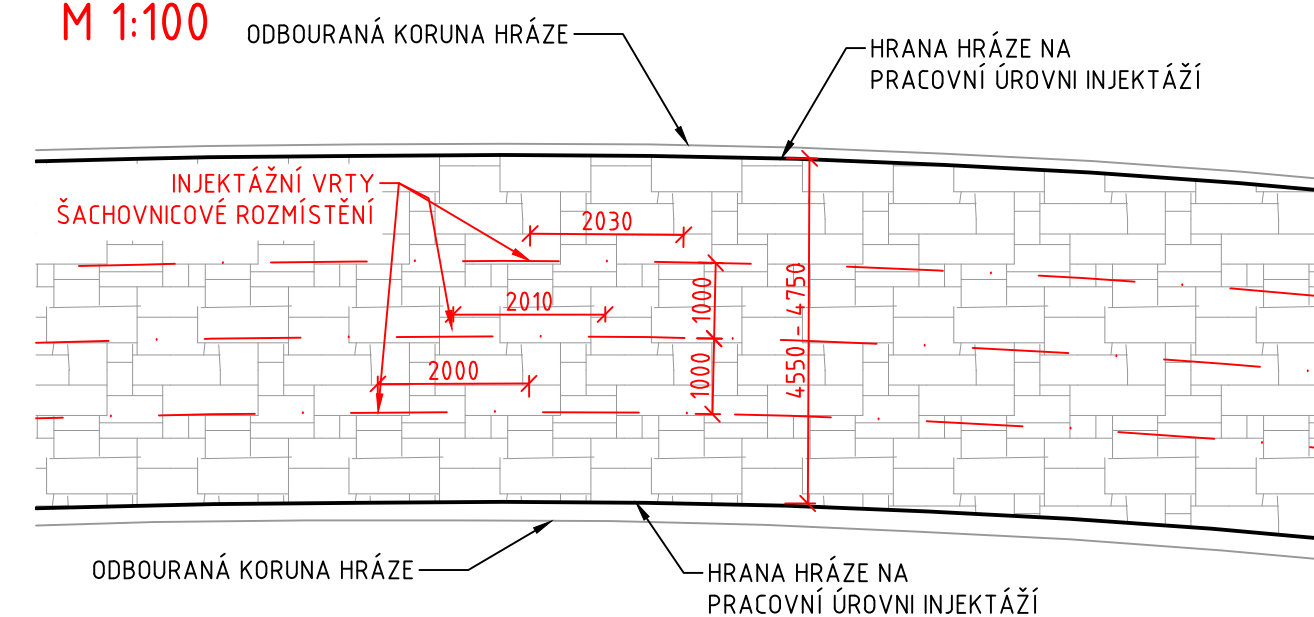 M 1:100
ODBOURANÁ KORUNA HRÁZE
HRANA HRÁZE NA
PRACOVNÍ ÚROVNI INJEKTÁŽÍ
INJEKTÁŽNÍ VRTY
ŠACHOVNICOVÉ ROZMÍSTĚNÍ
2030
2010
2000
1000
1000
4550 - 4750
ODBOURANÁ KORUNA HRÁZE
HRANA HRÁZE NA
PRACOVNÍ ÚROVNI INJEKTÁŽÍ